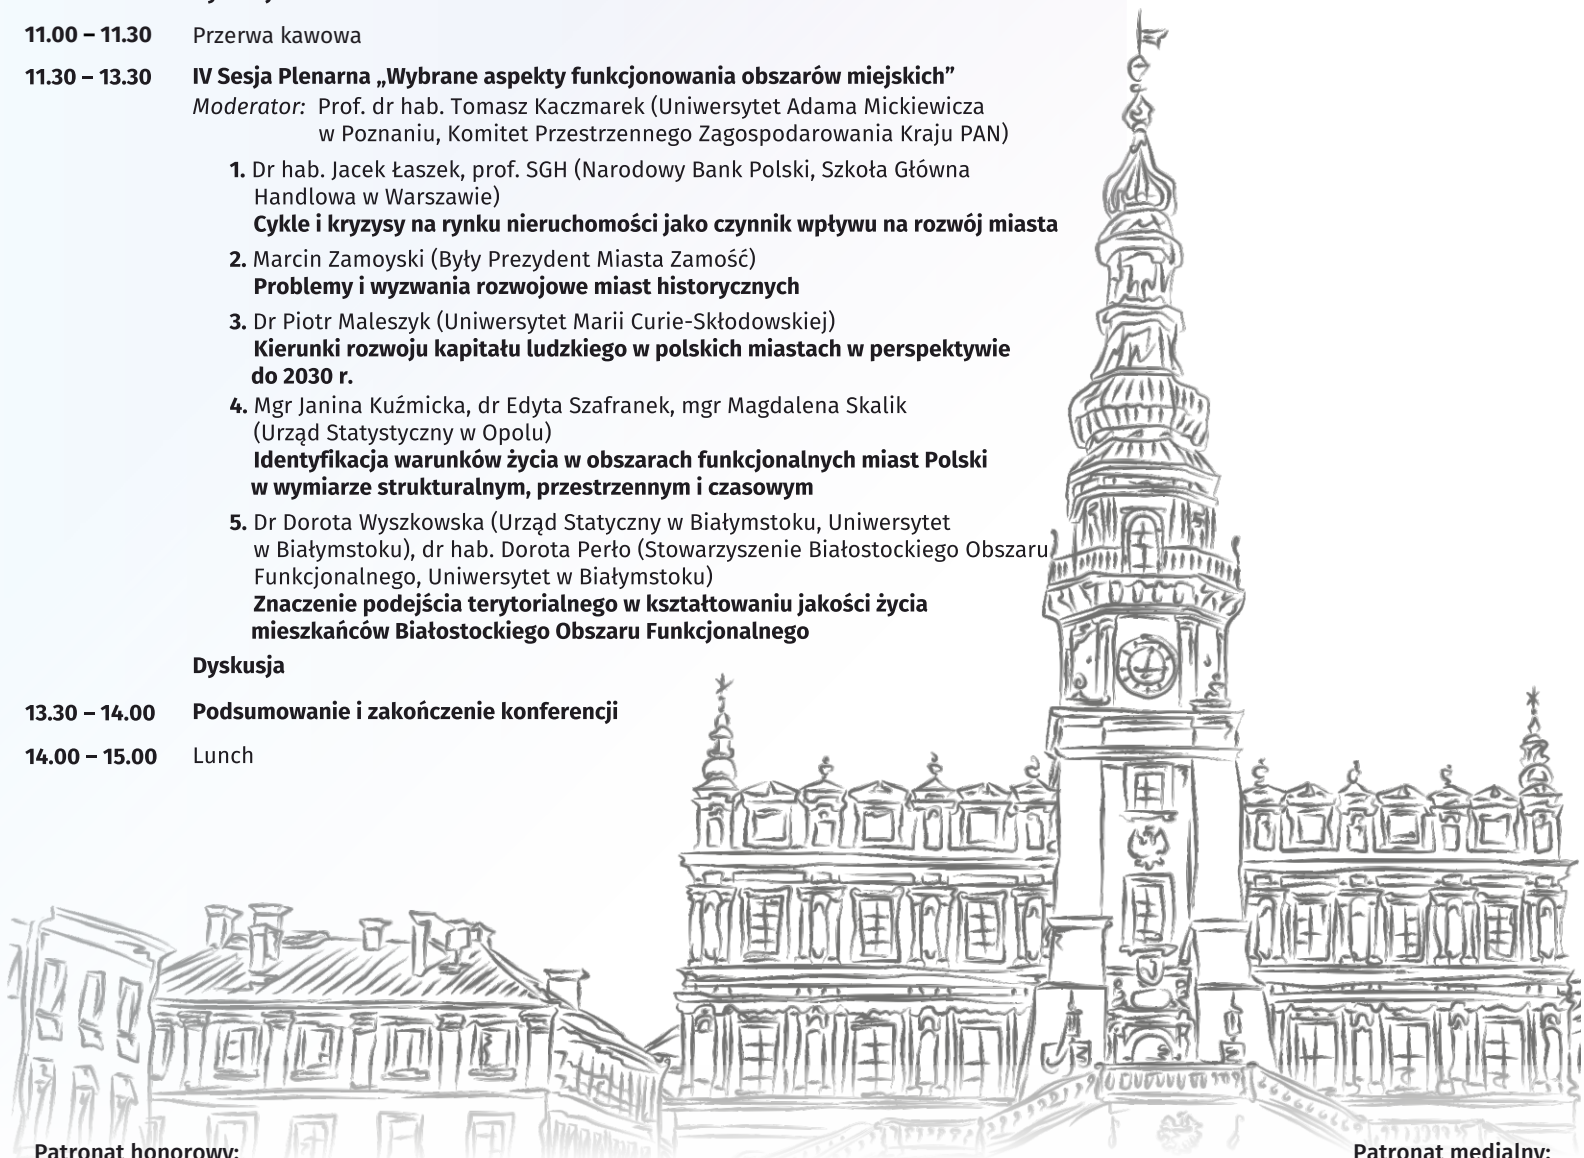 11.00 – 11.30 Przerwa kawowa
11.30 – 13.30 IV Sesja Plenarna „Wybrane aspekty funkcjonowania obszarów miejskich”
Moderator: Prof. dr hab. Tomasz Kaczmarek (Uniwersytet Adama Mickiewicza
w Poznaniu, Komitet Przestrzennego Zagospodarowania Kraju PAN)
1. Dr hab. Jacek Łaszek, prof. SGH (Narodowy Bank Polski, Szkoła Główna
Handlowa w Warszawie)
Cykle i kryzysy na rynku nieruchomości jako czynnik wpływu na rozwój miasta
2. Marcin Zamoyski (Były Prezydent Miasta Zamość)
Problemy i wyzwania rozwojowe miast historycznych
3. Dr Piotr Maleszyk (Uniwersytet Marii Curie-Skłodowskiej)
Kierunki rozwoju kapitału ludzkiego w polskich miastach w perspektywie
do 2030 r.
4. Mgr Janina Kuźmicka, dr Edyta Szafranek, mgr Magdalena Skalik
(Urząd Statystyczny w Opolu)
Identyfikacja warunków życia w obszarach funkcjonalnych miast Polski
w wymiarze strukturalnym, przestrzennym i czasowym
5. Dr Dorota Wyszkowska (Urząd Statyczny w Białymstoku, Uniwersytet
w Białymstoku), dr hab. Dorota Perło (Stowarzyszenie Białostockiego Obszaru
Funkcjonalnego, Uniwersytet w Białymstoku)
Znaczenie podejścia terytorialnego w kształtowaniu jakości życia
mieszkańców Białostockiego Obszaru Funkcjonalnego
Dyskusja
13.30 – 14.00 Podsumowanie i zakończenie konferencji
14.00 – 15.00 Lunch
Patronat honorowy:
Patronat medialny: